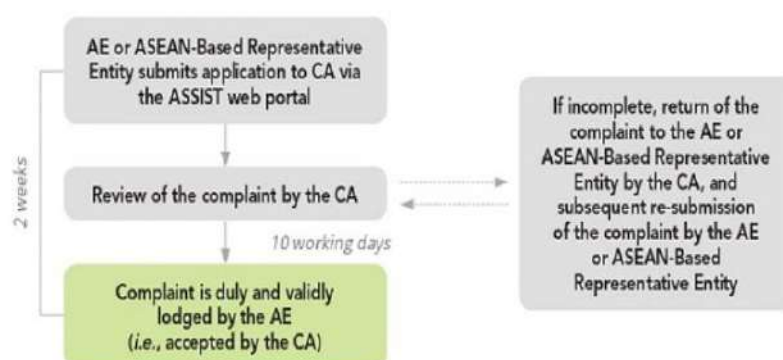 AE or ASEAN-Based Representative
Entity submits application to CA via
the ASSIST web portal
2 weeks
Review of the complaint by the CA
10 working days
Complaint is duly and validly
lodged by the AE
(i.e., accepted by the CA)
If incomplete, return of the
complaint to the AE or
ASEAN-Based Representative
Entity by the CA, and
subsequent re-submission
of the complaint by the AE
or ASEAN-Based
Representative Entity